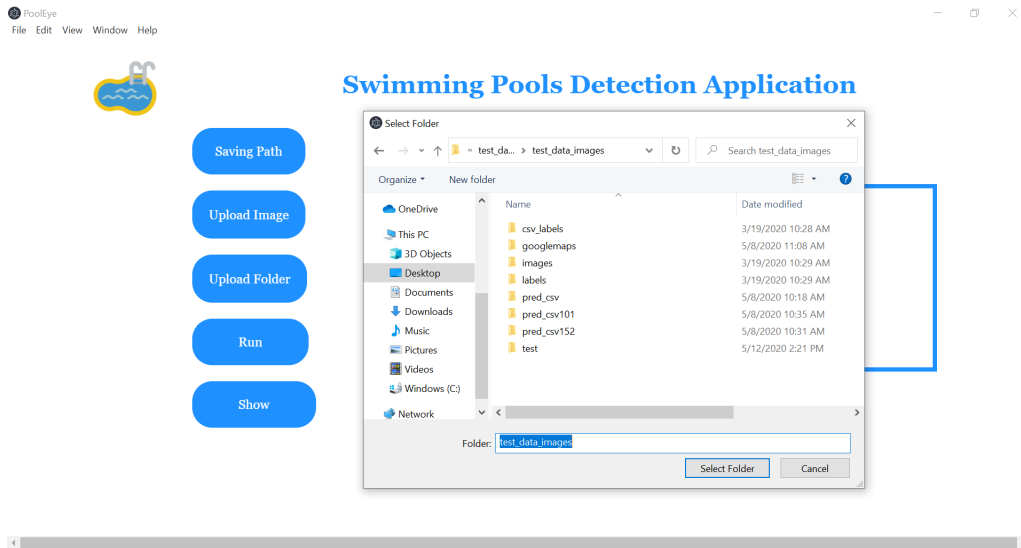 PoolEye
File Edit View Window Help
Swimming Pools Detection Application
Saving Path
Upload Image
Upload Folder
Run
Show
Select Folder
« test_da... › test_data_images
Search test_data_images
Organize New folder
OneDrive
This PC
3D Objects
Desktop
Documents
Downloads
Music
Pictures
Videos
Windows (C:)
Network
Name Date modified
csv_labels 3/19/2020 10:28 AM
googlemaps 5/8/2020 11:08 AM
images 3/19/2020 10:29 AM
labels 3/19/2020 10:29 AM
pred_csv 5/8/2020 10:18 AM
pred_csv101 5/8/2020 10:35 AM
pred_csv152 5/8/2020 10:31 AM
test 5/12/2020 2:21 PM
Folder: test_data_images
Select Folder Cancel